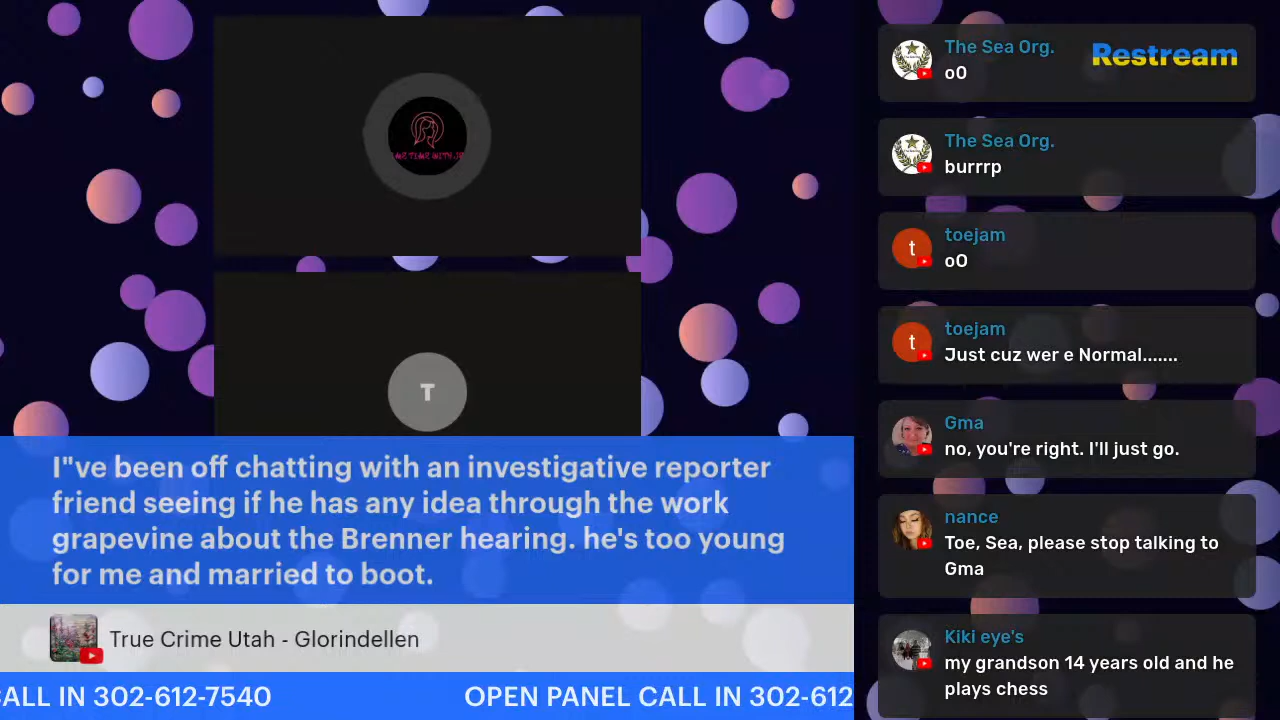 T
I"ve been off chatting with an investigative reporter
friend seeing if he has any idea through the work
grapevine about the Brenner hearing. he's too young
for me and married to boot.
True Crime Utah - Glorindellen
CALL IN 302-612-7540 OPEN PANEL CALL IN 302-612
Restream
The Sea Org.
oO
The Sea Org.
burrrp
t
toejam
oO
t
toejam
Just cuz wer e Normal.......
Gma
no, you're right. I'll just go.
nance
Toe, Sea, please stop talking to
Gma
Kiki eye's
my grandson 14 years old and he
plays chess